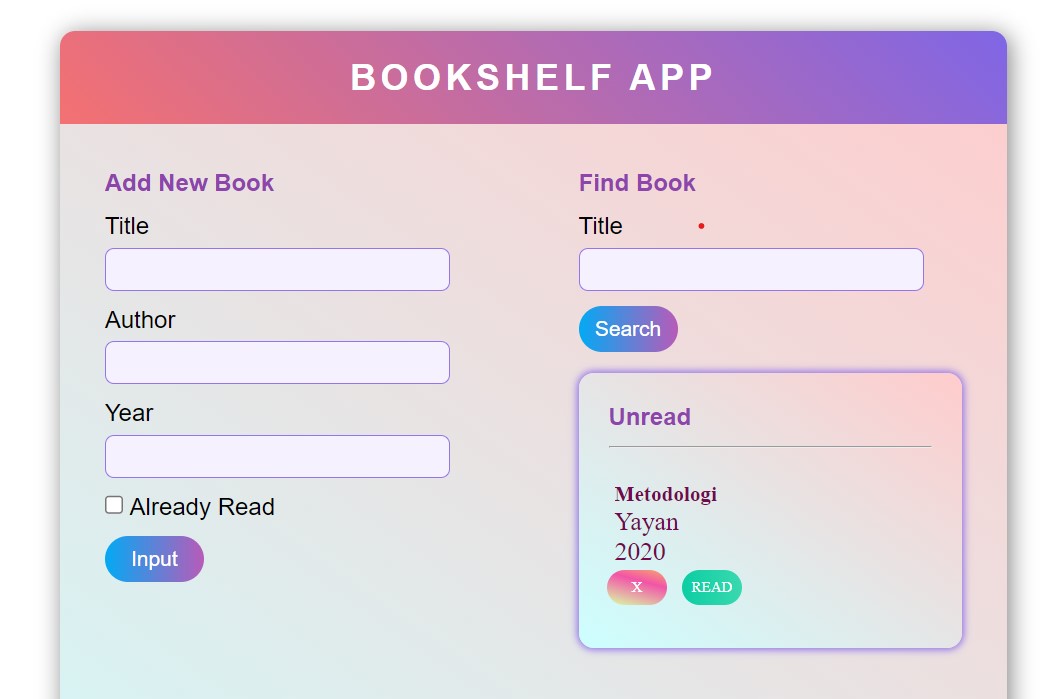 BOOKSHELF APP
Add New Book
Title
Author
Year
Already Read
Input
Find Book
Title
Search
Unread
Metodologi
Yayan
2020
X
READ